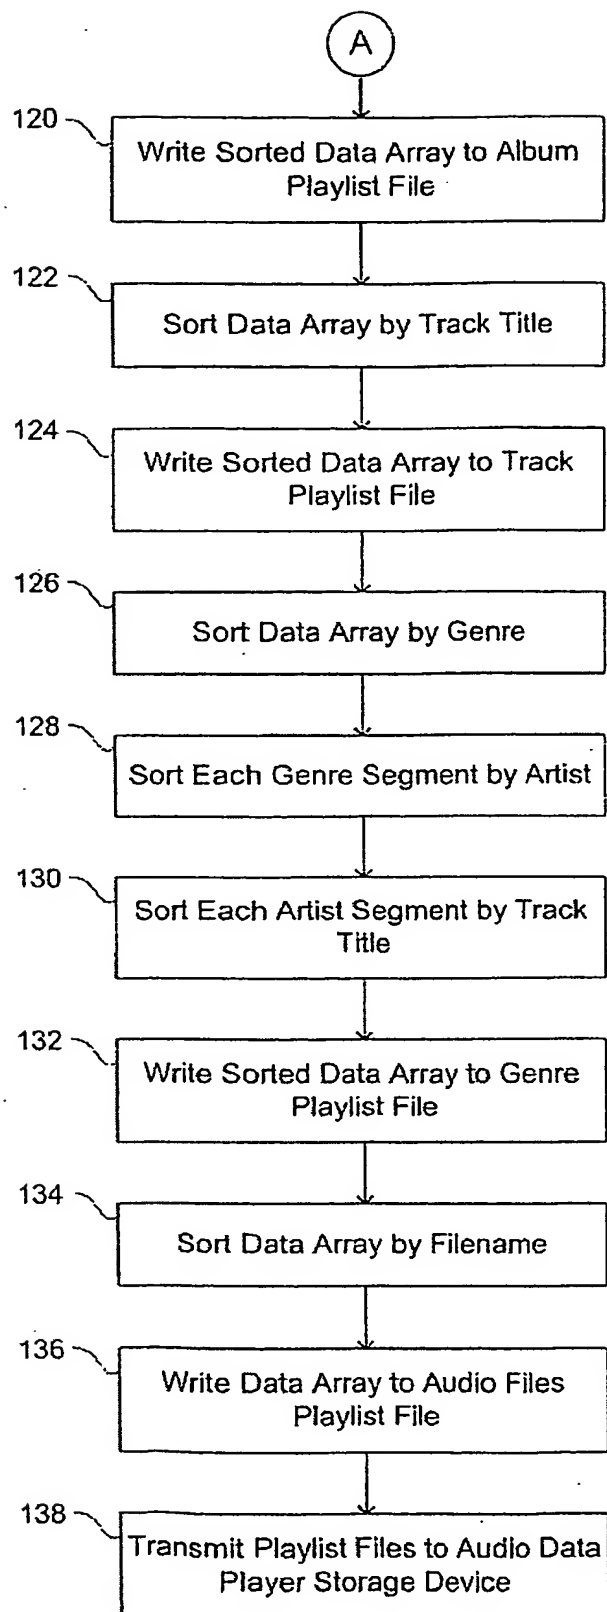 A
120
Write Sorted Data Array to Album
Playlist File
122
Sort Data Array by Track Title
124
Write Sorted Data Array to Track
Playlist File
126
Sort Data Array by Genre
128
Sort Each Genre Segment by Artist
130
Sort Each Artist Segment by Track
Title
132
Write Sorted Data Array to Genre
Playlist File
134
Sort Data Array by Filename
136
Write Data Array to Audio Files
Playlist File
138
Transmit Playlist Files to Audio Data
Player Storage Device